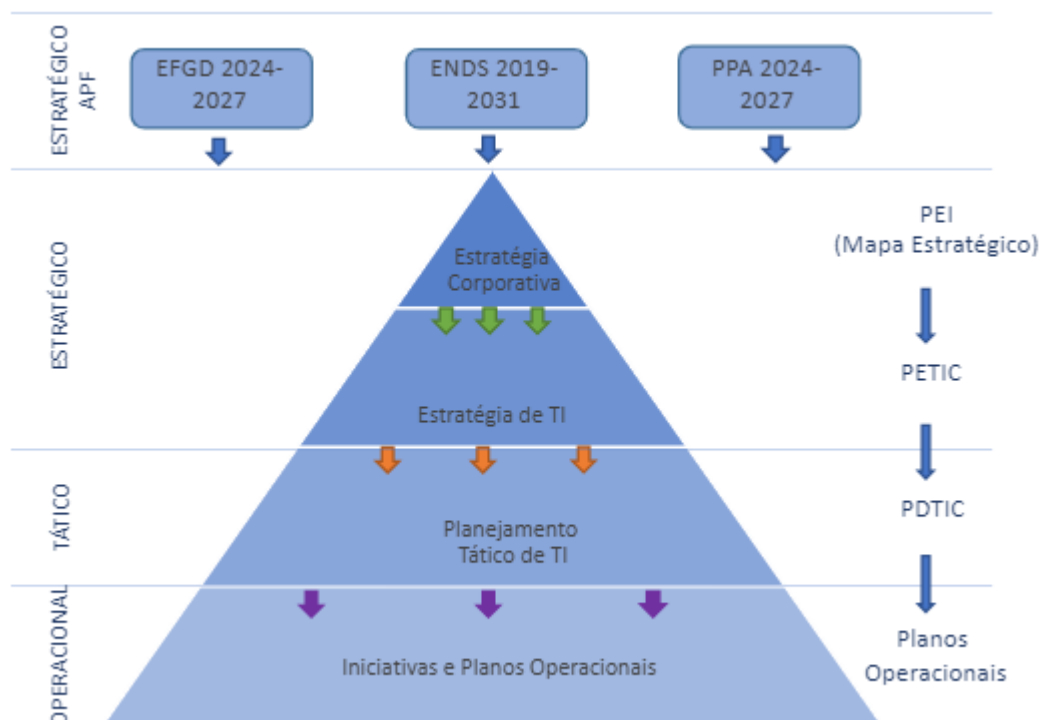 ESTRATÉGICO
APF
EFGD 2024-
2027
ENDS 2019-
2031
PPA 2024-
2027
ESTRATÉGICO
Estratégia
Corporativa
PEI
(Mapa Estratégico)
Estratégia de TI
PETIC
TÁTICO
Planejamento
Tático de TI
PDTIC
OPERACIONAL
Iniciativas e Planos Operacionais
Planos
Operacionais